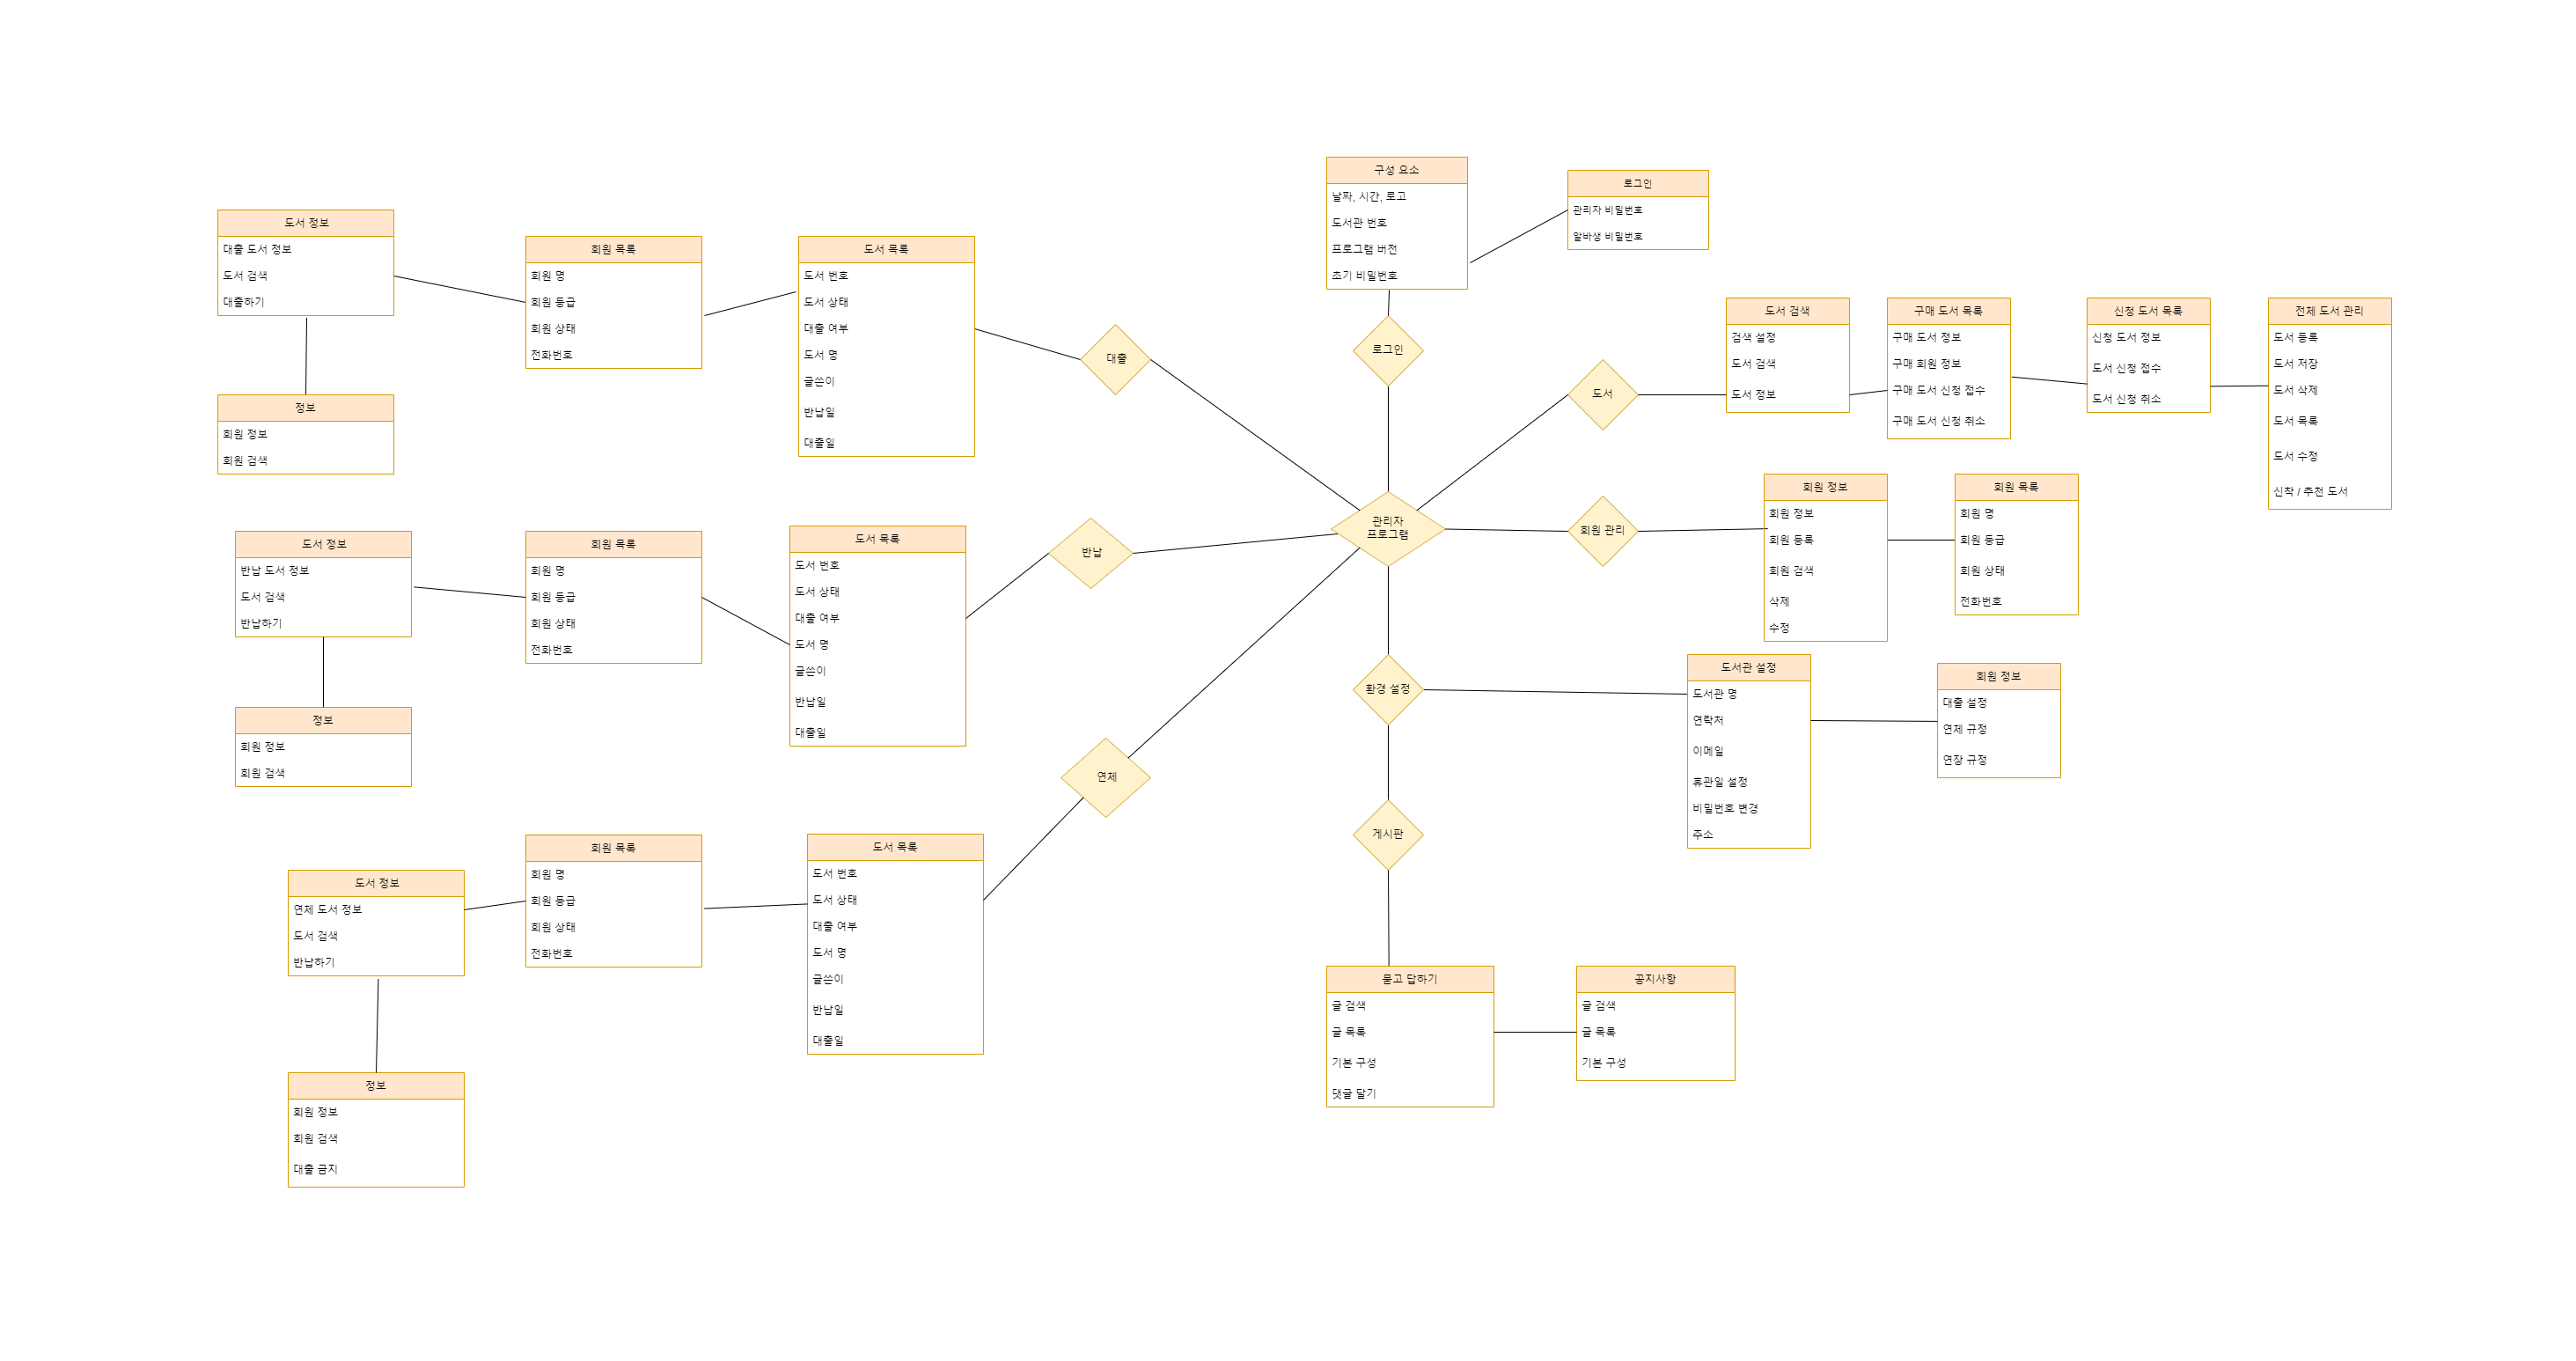 구성 요소
날짜, 시간, 로고
도서관 번호
프로그램 버전
초기 비밀번호
로그인
관리자 비밀번호
알바생 비밀번호
도서 정보
대출 도서 정보
도서 검색
대출하기
회원 목록
회원 명
회원 등급
회원 상태
전화번호
도서 목록
도서 번호
도서 상태
대출 여부
도서 명
글쓴이
반납일
대출일
대출
정보
회원 정보
회원 검색
로그인
도서
도서 검색
검색 설정
도서 검색
도서 정보
구매 도서 목록
구매 도서 정보
구매 회원 정보
구매 도서 신청 접수
구매 도서 신청 취소
신청 도서 목록
신청 도서 정보
도서 신청 접수
도서 신청 취소
전체 도서 관리
도서 등록
도서 저장
도서 삭제
도서 목록
도서 수정
신착 / 추천 도서
관리자
프로그램
회원 관리
회원 정보
회원 정보
회원 등록
회원 검색
삭제
수정
회원 목록
회원 명
회원 등급
회원 상태
전화번호
도서 정보
반납 도서 정보
도서 검색
반납하기
회원 목록
회원 명
회원 등급
회원 상태
전화번호
도서 목록
도서 번호
도서 상태
대출 여부
도서 명
글쓴이
반납일
대출일
반납
정보
회원 정보
회원 검색
환경 설정
도서관 설정
도서관 명
연락처
이메일
휴관일 설정
비밀번호 변경
주소
회원 정보
대출 설정
연체 규정
연장 규정
연체
게시판
도서 정보
연체 도서 정보
도서 검색
반납하기
회원 목록
회원 명
회원 등급
회원 상태
전화번호
도서 목록
도서 번호
도서 상태
대출 여부
도서 명
글쓴이
반납일
대출일
정보
회원 정보
회원 검색
대출 금지
묻고 답하기
글 검색
글 목록
기본 구성
댓글 달기
공지사항
글 검색
글 목록
기본 구성